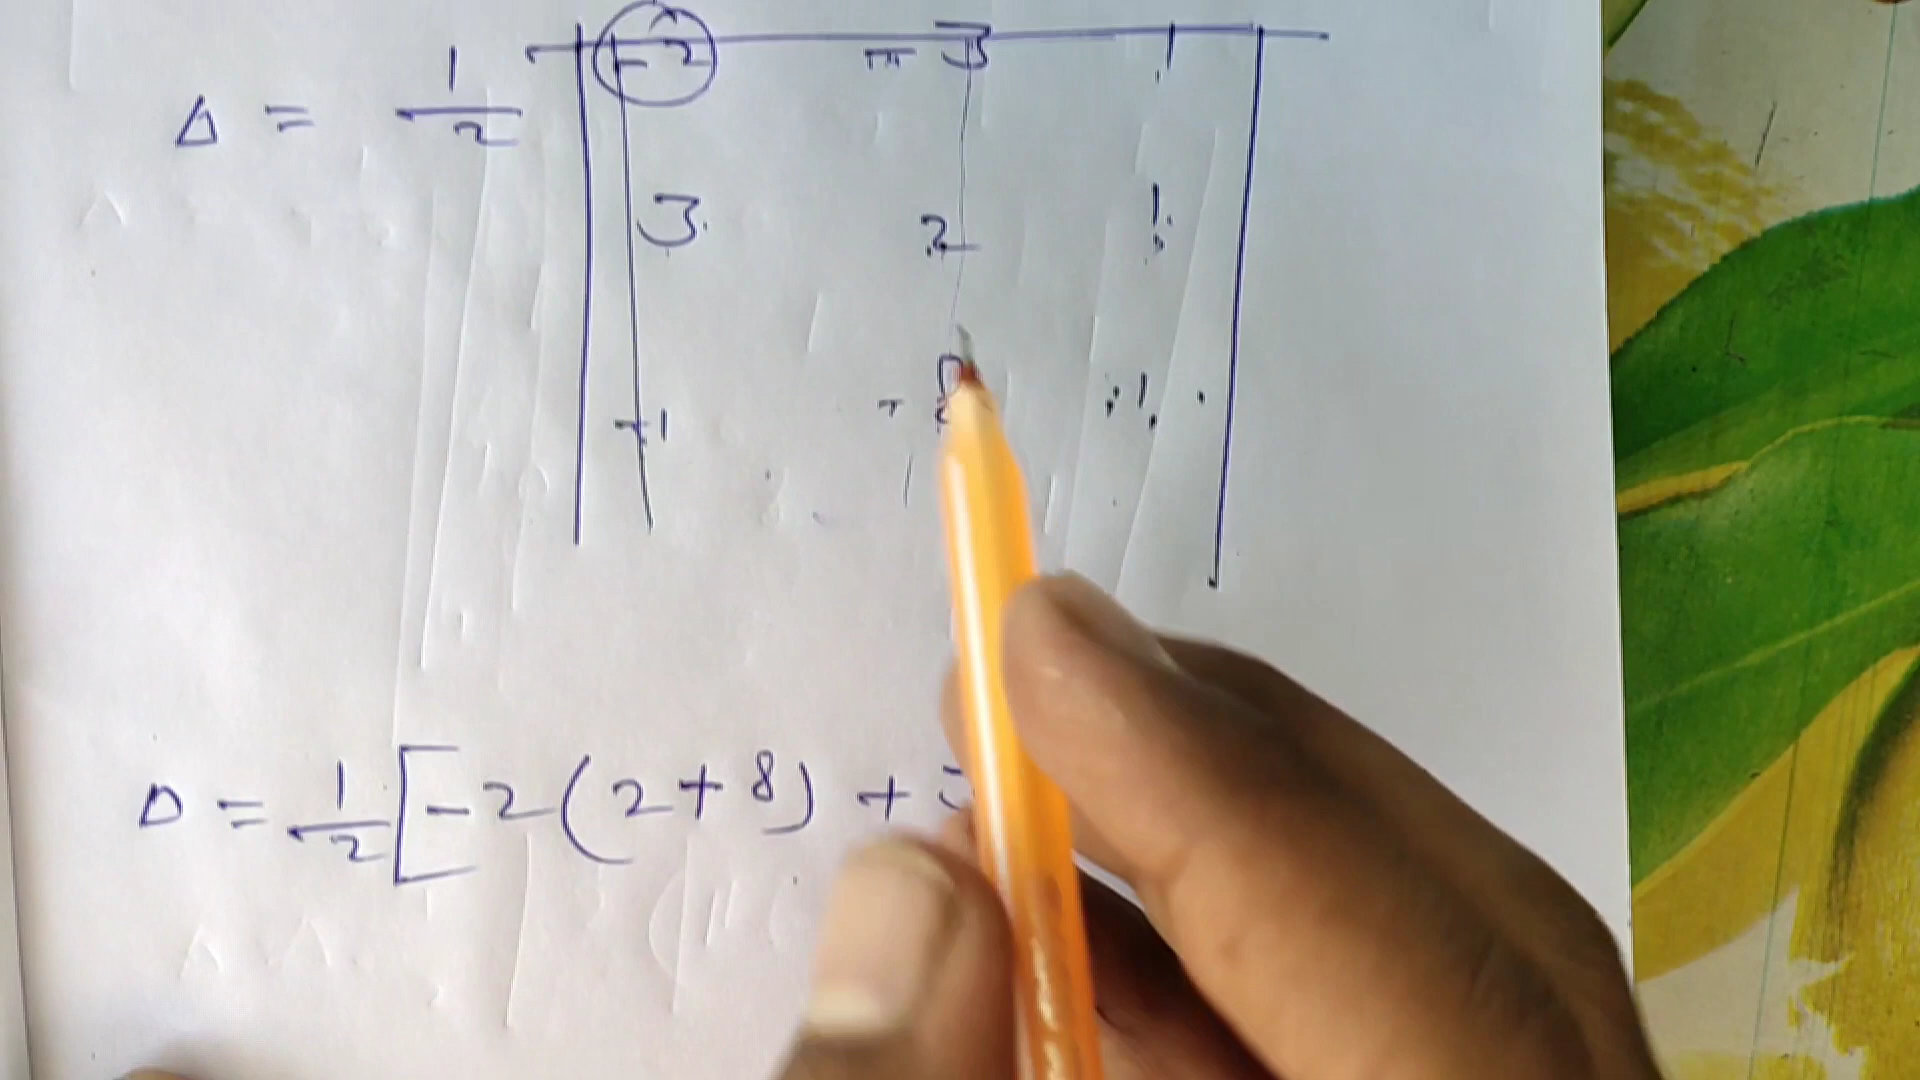 Δ = 1/2 | -2 -3 1 |
3 2 1
-1 -8 1
Δ = 1/2 [ -2 (2+8) +